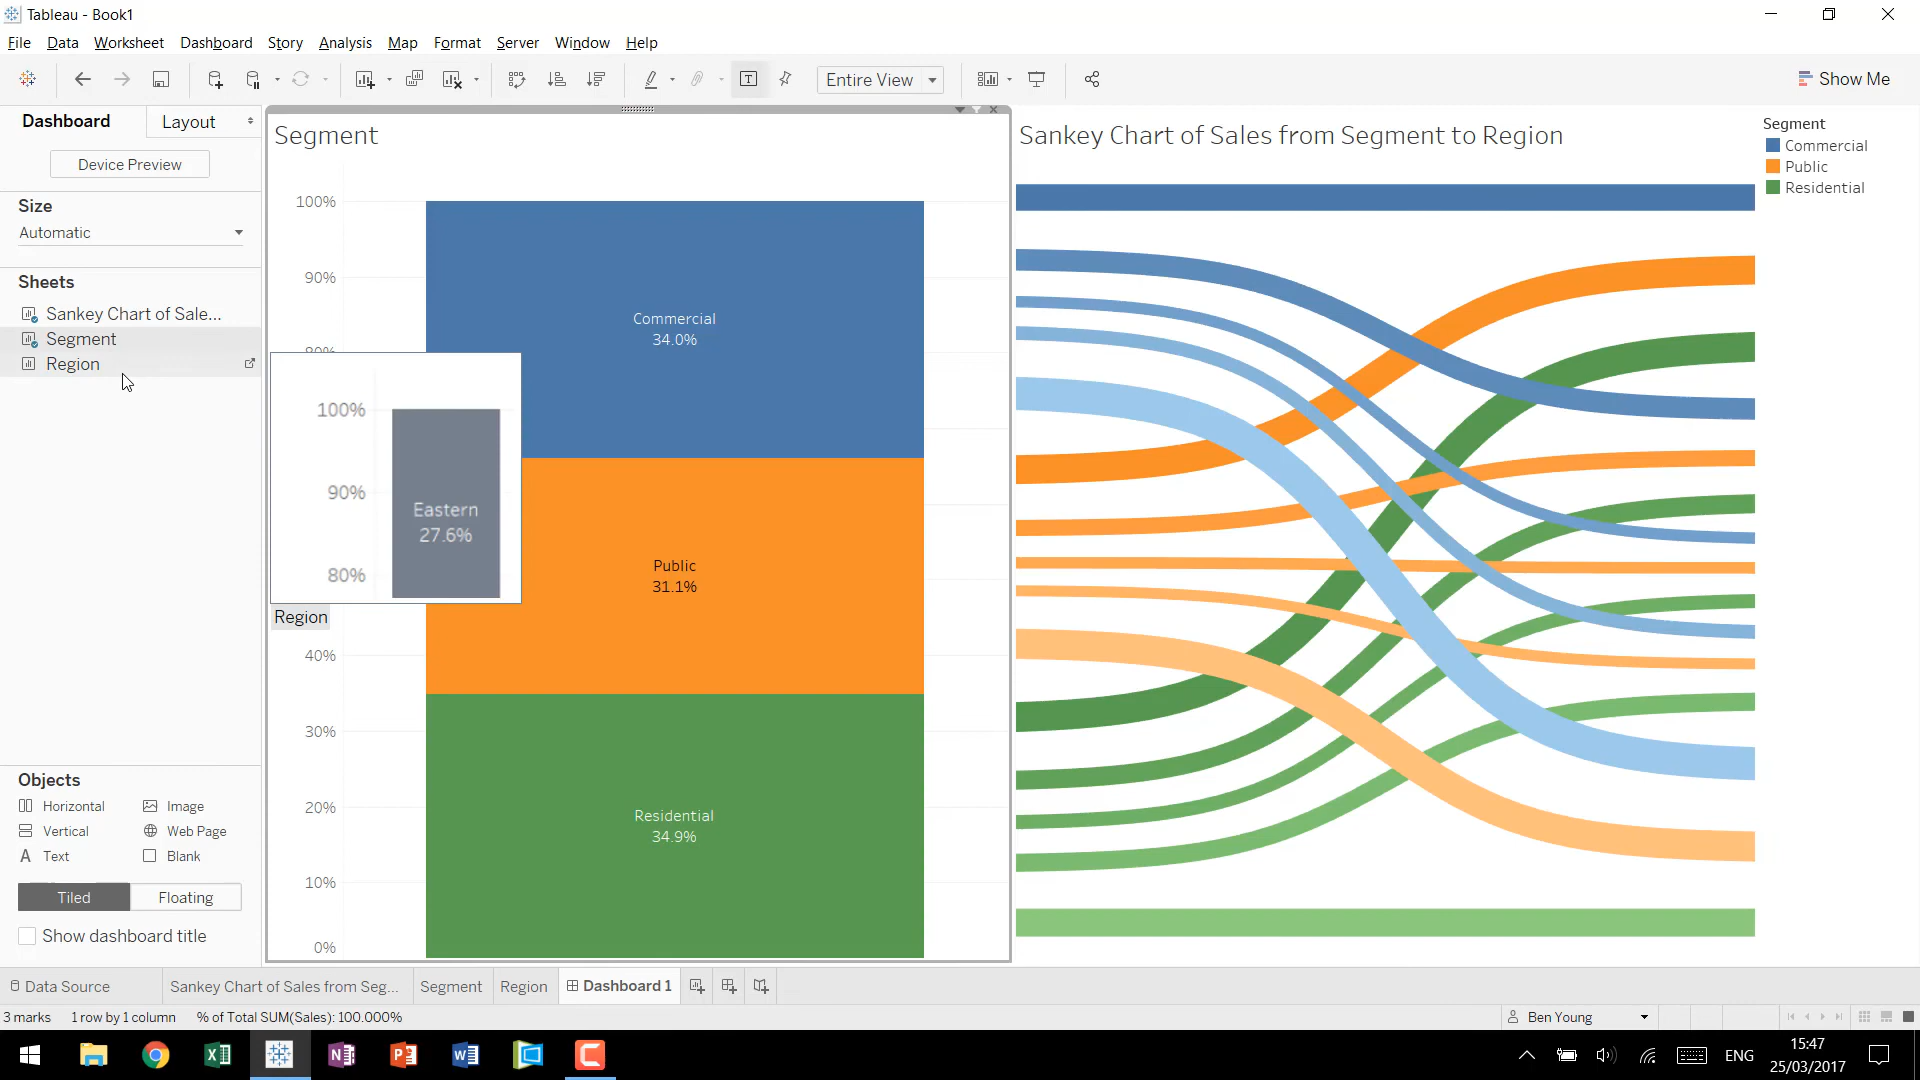 Tableau - Book1
File Data Worksheet Dashboard Story Analysis Map Format Server Window Help
Entire View
Show Me
Dashboard
Layout
Device Preview
Size
Automatic
Sheets
Sankey Chart of Sale...
Segment
Region
Objects
Horizontal
Image
Vertical
Web Page
Text
Blank
Tiled
Floating
Show dashboard title
Segment
100%
90%
80%
40%
30%
20%
10%
0%
Commercial
34.0%
Public
31.1%
Residential
34.9%
100%
90%
80%
Eastern
27.6%
Region
Sankey Chart of Sales from Segment to Region
Segment
Commercial
Public
Residential
Data Source
Sankey Chart of Sales from Seg...
Segment
Region
Dashboard 1
3 marks 1 row by 1 column % of Total SUM(Sales): 100.000%
Ben Young
ENG
15:47
25/03/2017